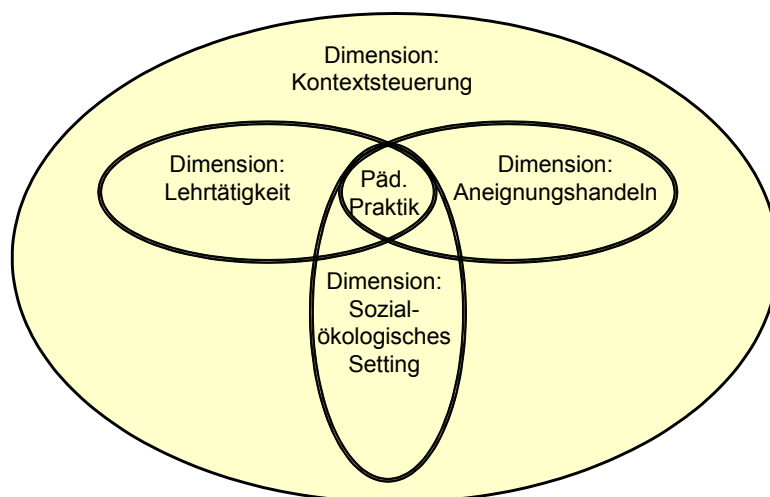 Dimension:
Kontextsteuerung
Dimension:
Lehrtätigkeit
Päd.
Praktik
Dimension:
Aneignungshandeln
Dimension:
Sozial-
ökologisches
Setting